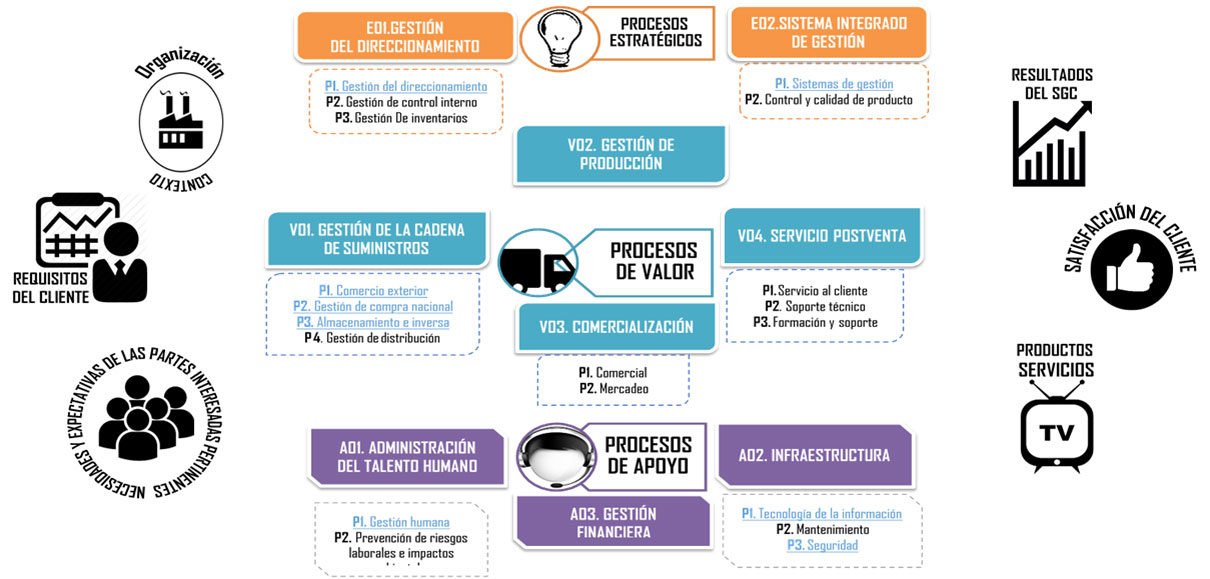 E01.GESTIÓN
DEL DIRECCIONAMIENTO
PROCESOS
ESTRATÉGICOS
E02.SISTEMA INTEGRADO
DE GESTIÓN
P1. Gestión del direccionamiento
P2. Gestión de control interno
P3. Gestión De inventarios
P1. Sistemas de gestión
P2. Control y calidad de producto
Organización
CONTEXTO
RESULTADOS
DEL SGC
V02. GESTIÓN DE
PRODUCCIÓN
REQUISITOS
DEL CLIENTE
V01. GESTIÓN DE LA CADENA
DE SUMINISTROS
PROCESOS
DE VALOR
V04. SERVICIO POSTVENTA
SATISFACCIÓN DEL CLIENTE
P1. Comercio exterior
P2. Gestión de compra nacional
P3. Almacenamiento e inversa
P4. Gestión de distribución
P1.Servicio al cliente
P2. Soporte técnico
P3. Formación y soporte
V03. COMERCIALIZACIÓN
P1. Comercial
P2. Mercadeo
NECESIDADES Y EXPECTATIVAS DE LAS PARTES INTERESADAS PERTINENTES
PRODUCTOS
SERVICIOS
TV
A01. ADMINISTRACIÓN
DEL TALENTO HUMANO
PROCESOS
DE APOYO
A02. INFRAESTRUCTURA
P1. Gestión humana
P2. Prevención de riesgos
laborales e impactos
A03. GESTIÓN
FINANCIERA
P1. Tecnología de la información
P2. Mantenimiento
P3. Seguridad